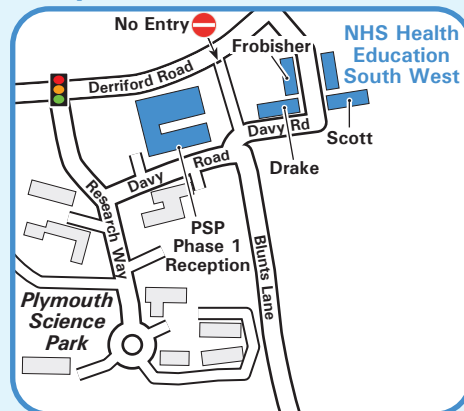 No Entry
Frobisher
NHS Health
Education
South West
Derriford Road
Davy Rd
Scott
Drake
Davy Road
Research Way
PSP
Phase 1
Reception
Blunts Lane
Plymouth
Science
Park